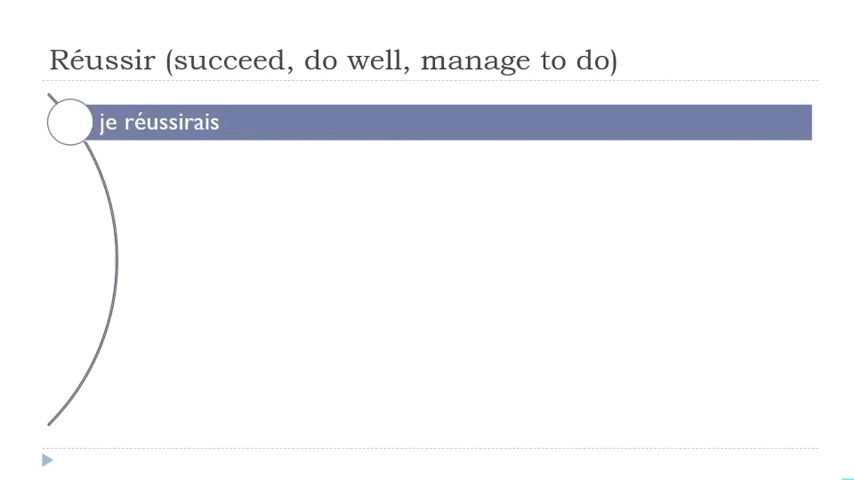 Réussir (succeed, do well, manage to do)
je réussirais